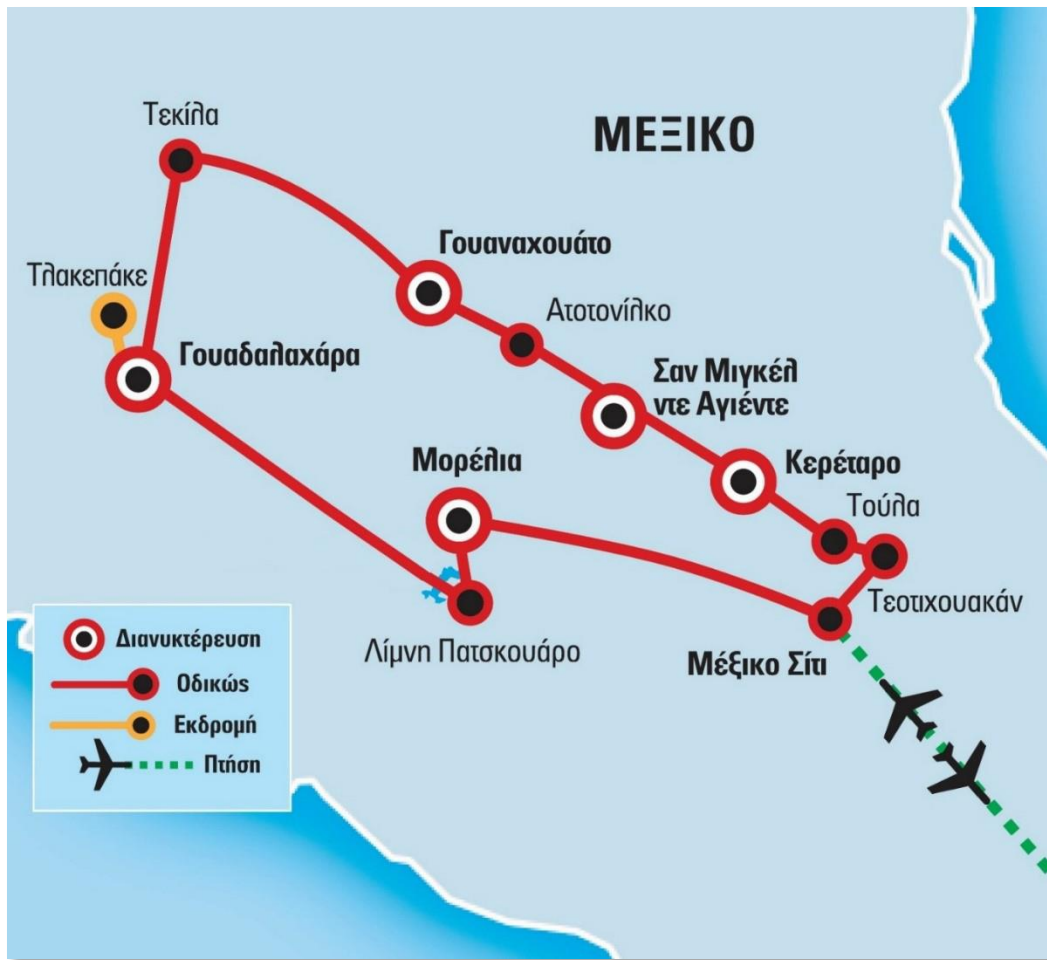 Τεκίλα
ΜΕΞΙΚΟ
Γουαναχουάτο
Τλακεπάκε
Ατοτονίλκο
Γουαδαλαχάρα
Σαν Μιγκέλ
ντε Αγιέντε
Μορέλια
Κερέταρο
Τούλα
Τεοτιχουακάν
Λίμνη Πατσκουάρο
Μέξικο Σίτι
Διανυκτέρευση
Οδικώς
Εκδρομή
Πτήση